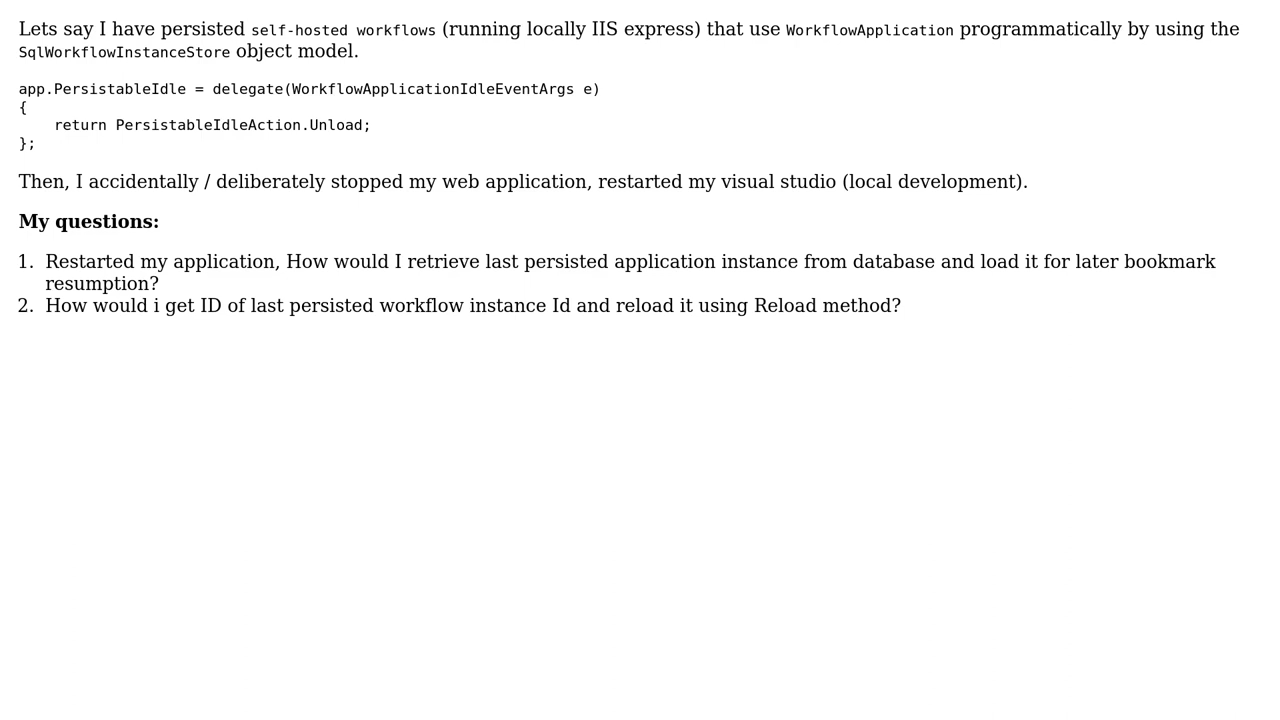 Lets say I have persisted self-hosted workflows (running locally IIS express) that use WorkflowApplication programmatically by using the
SqlWorkflowInstanceStore object model.
app.PersistableIdle = delegate(WorkflowApplicationIdleEventArgs e)
{
    return PersistableIdleAction.Unload;
};
Then, I accidentally / deliberately stopped my web application, restarted my visual studio (local development).
My questions:
1. Restarted my application, How would I retrieve last persisted application instance from database and load it for later bookmark
resumption?
2. How would i get ID of last persisted workflow instance Id and reload it using Reload method?